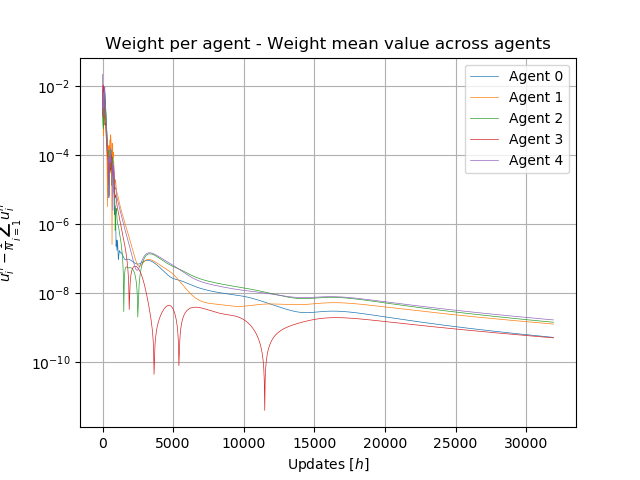 Weight per agent - Weight mean value across agents
Agent 0
Agent 1
Agent 2
Agent 3
Agent 4
10⁻²
10⁻⁴
10⁻⁶
10⁻⁸
10⁻¹⁰
0
5000
10000
15000
20000
25000
30000
Updates [h]